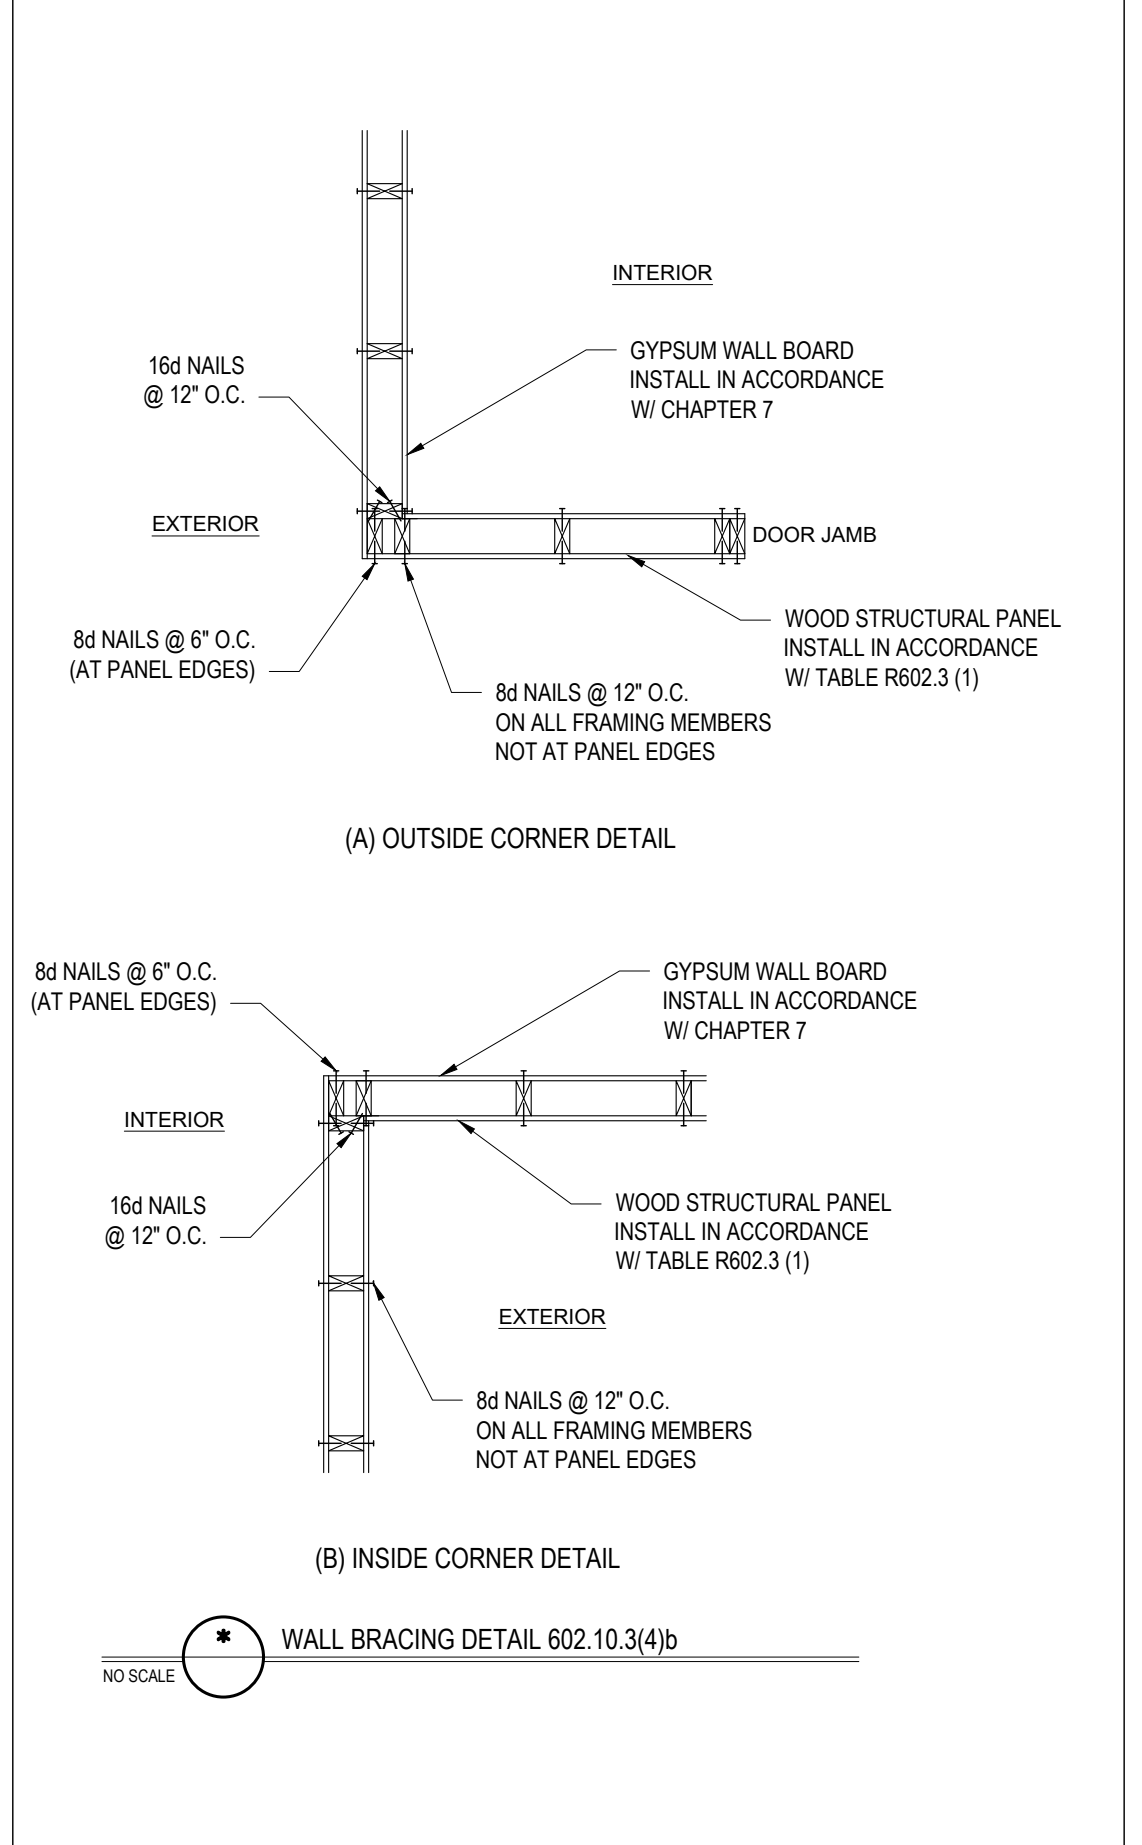 INTERIOR
16d NAILS
@ 12" O.C.
GYPSUM WALL BOARD
INSTALL IN ACCORDANCE
W/ CHAPTER 7
EXTERIOR
DOOR JAMB
8d NAILS @ 6" O.C.
(AT PANEL EDGES)
WOOD STRUCTURAL PANEL
INSTALL IN ACCORDANCE
W/ TABLE R602.3 (1)
8d NAILS @ 12" O.C.
ON ALL FRAMING MEMBERS
NOT AT PANEL EDGES
(A) OUTSIDE CORNER DETAIL
8d NAILS @ 6" O.C.
(AT PANEL EDGES)
GYPSUM WALL BOARD
INSTALL IN ACCORDANCE
W/ CHAPTER 7
INTERIOR
16d NAILS
@ 12" O.C.
WOOD STRUCTURAL PANEL
INSTALL IN ACCORDANCE
W/ TABLE R602.3 (1)
EXTERIOR
8d NAILS @ 12" O.C.
ON ALL FRAMING MEMBERS
NOT AT PANEL EDGES
(B) INSIDE CORNER DETAIL
* WALL BRACING DETAIL 602.10.3(4)b
NO SCALE